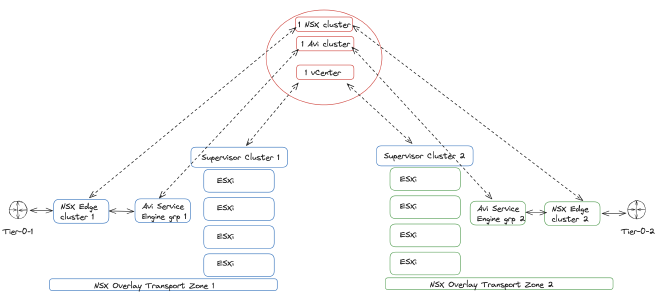 1 NSX cluster
1 Avi cluster
1 vCenter
Supervisor Cluster 1
ESXi
ESXi
ESXi
ESXi
NSX Edge
cluster 1
Avi Service
Engine grp 1
Tier-0-1
NSX Overlay Transport Zone 1
Supervisor Cluster 2
ESXi
ESXi
ESXi
ESXi
Avi Service
Engine grp 2
NSX Edge
cluster 2
Tier-0-2
NSX Overlay Transport Zone 2